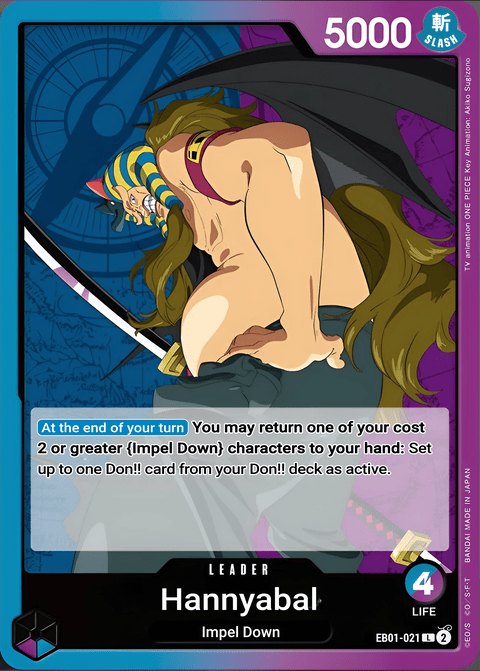 5000
斬
SLASH
TV animation ONE PIECE Key Animation: Akiko Sugizono
At the end of your turn You may return one of your cost
2 or greater {Impel Down} characters to your hand: Set
up to one Don!! card from your Don!! deck as active.
©E.O/S ©O./S·F·T BANDAI MADE IN JAPAN
LEADER
Hannyabal
4
LIFE
Impel Down
EB01-021 L 2